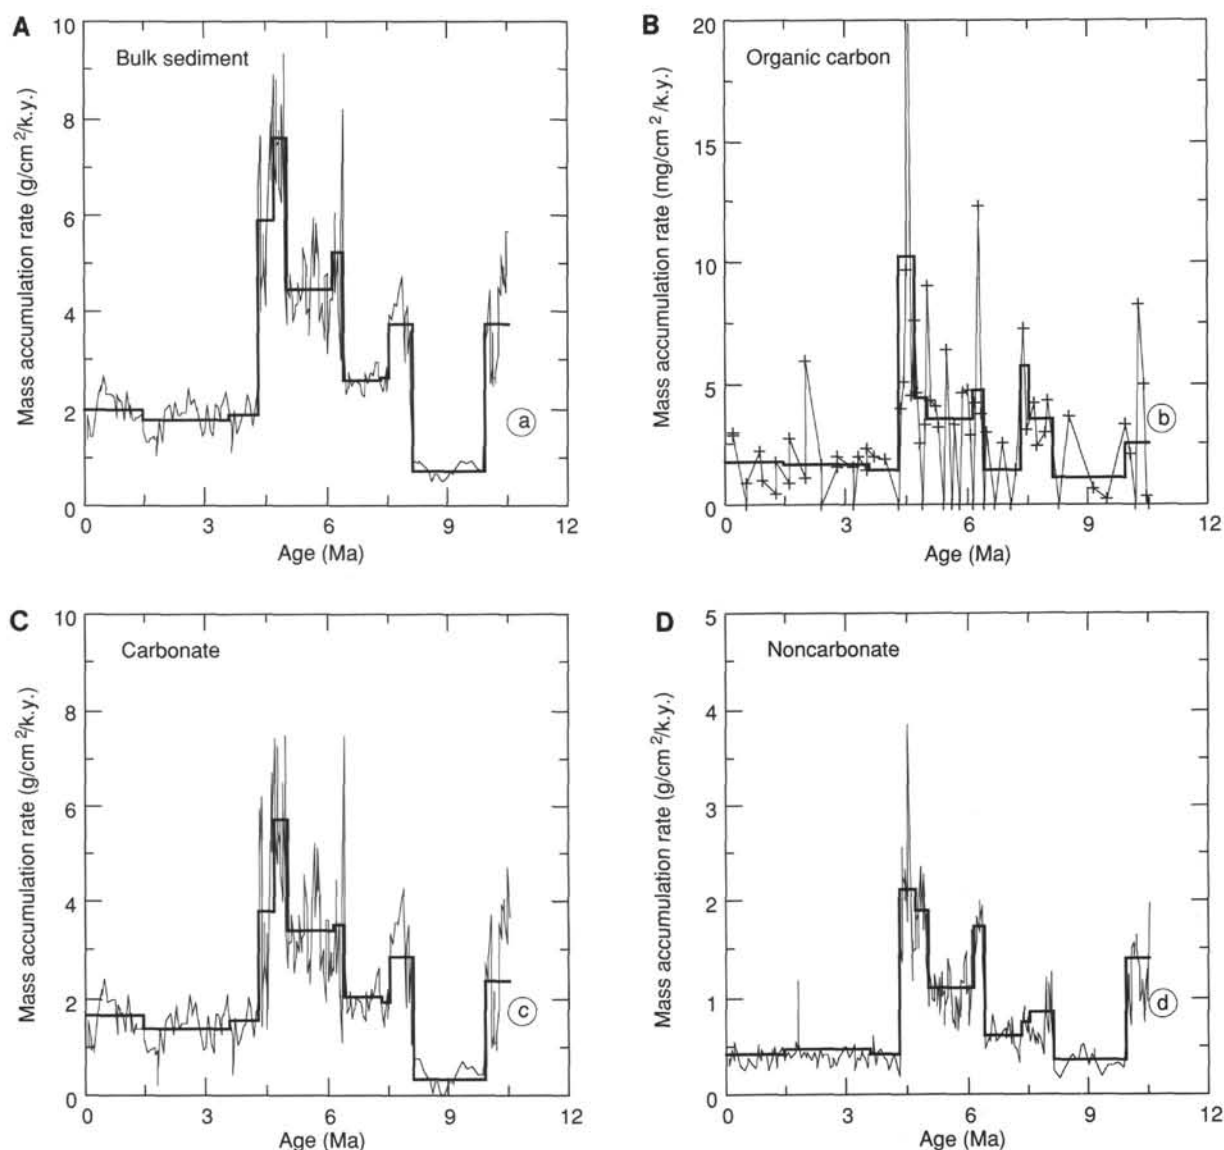 A
Bulk sediment
Mass accumulation rate (g/cm²/k.y.)
10
8
6
4
2
0
a
0 3 6 9 12
Age (Ma)
B
Organic carbon
Mass accumulation rate (mg/cm²/k.y.)
20
15
10
5
0
b
0 3 6 9 12
Age (Ma)
C
Carbonate
Mass accumulation rate (g/cm²/k.y.)
10
8
6
4
2
0
c
0 3 6 9 12
Age (Ma)
D
Noncarbonate
Mass accumulation rate (g/cm²/k.y.)
5
4
3
2
1
0
d
0 3 6 9 12
Age (Ma)